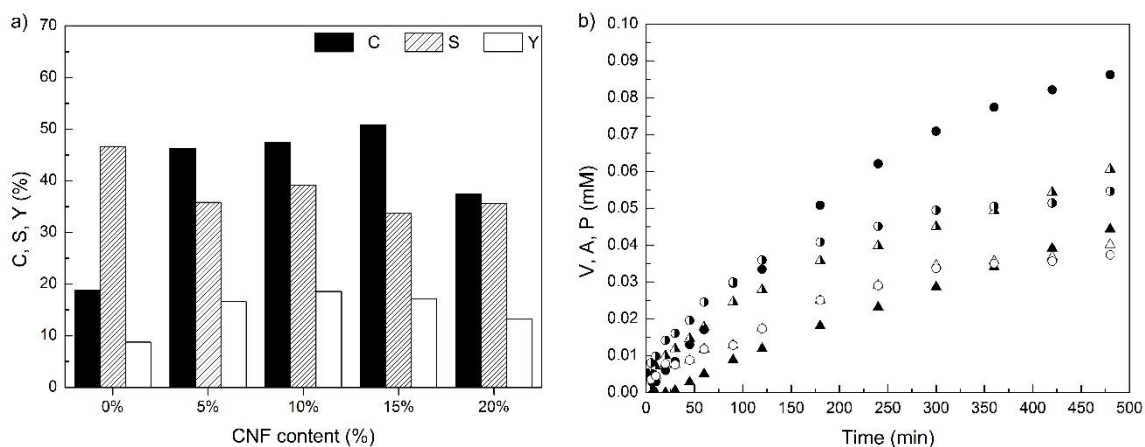 a)
C S Y
70
60
50
40
30
20
10
0
C, S, Y (%)
0% 5% 10% 15% 20%
CNF content (%)
b)
0.10
0.09
0.08
0.07
0.06
0.05
0.04
0.03
0.02
0.01
0.00
V, A, P (mM)
0 50 100 150 200 250 300 350 400 450 500
Time (min)